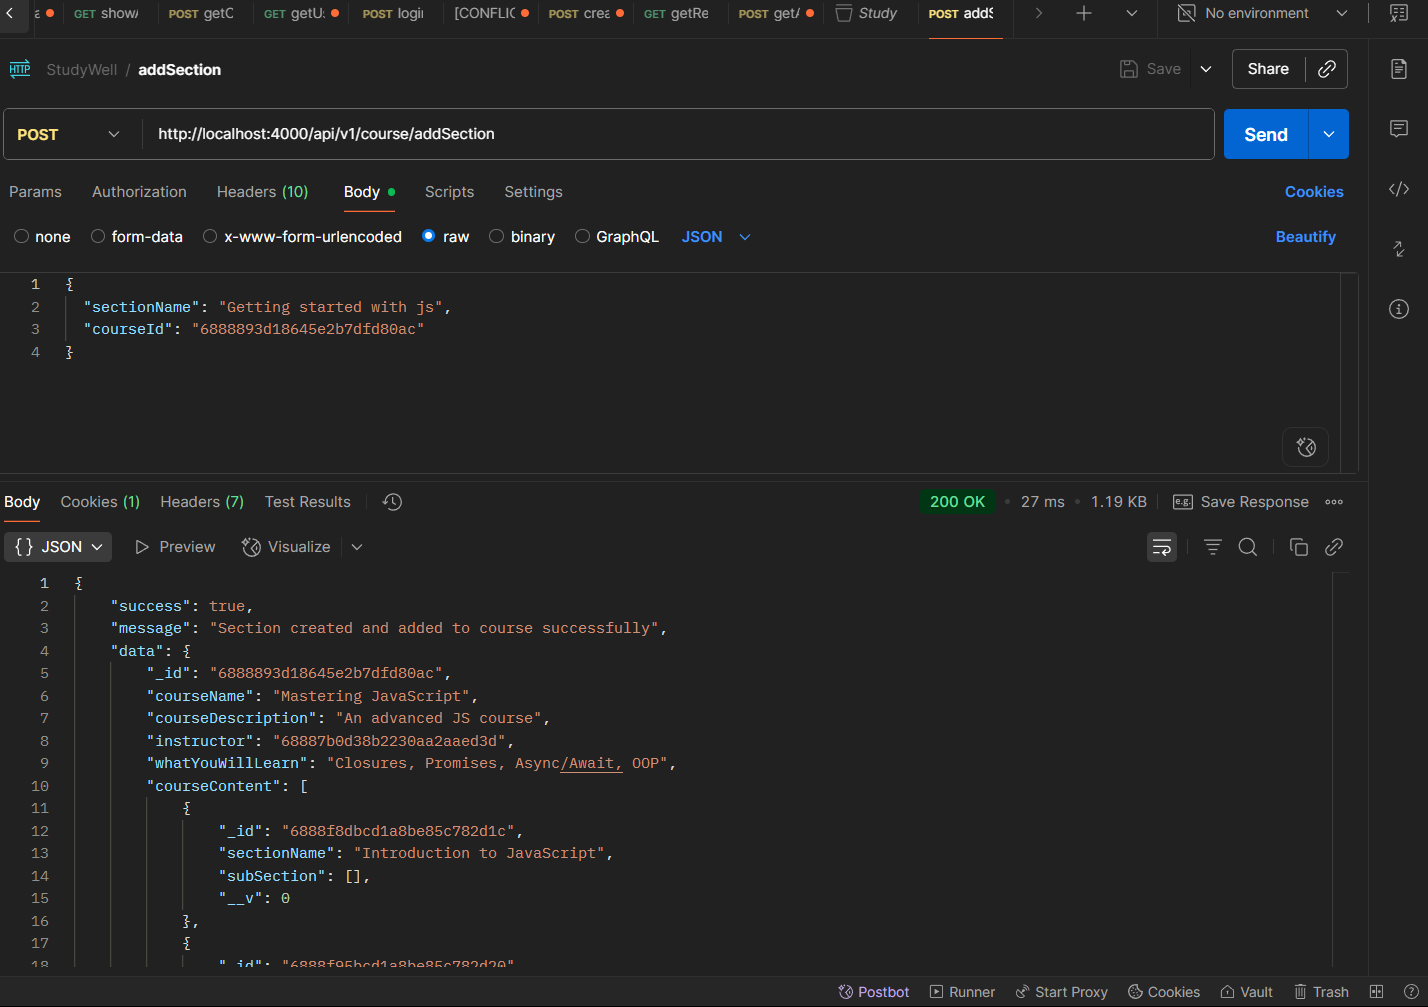 GET show
POST getC
GET getU
POST logi
[CONFLIC
POST crea
GET getRe
POST get
Study
POST addS
No environment
HTTP StudyWell / addSection
Save
Share
POST
http://localhost:4000/api/v1/course/addSection
Send
Params Authorization Headers (10) Body Scripts Settings Cookies
none form-data x-www-form-urlencoded raw binary GraphQL JSON Beautify
1 {
2 "sectionName": "Getting started with js",
3 "courseId": "6888893d18645e2b7dfd80ac"
4 }
Body Cookies (1) Headers (7) Test Results 200 OK • 27 ms • 1.19 KB e.g. Save Response
{} JSON Preview Visualize
1 {
2 "success": true,
3 "message": "Section created and added to course successfully",
4 "data": {
5 "_id": "6888893d18645e2b7dfd80ac",
6 "courseName": "Mastering JavaScript",
7 "courseDescription": "An advanced JS course",
8 "instructor": "68887b0d38b2230aa2aaed3d",
9 "whatYouWillLearn": "Closures, Promises, Async/Await, OOP",
10 "courseContent": [
11 {
12 "_id": "6888f8dbcd1a8be85c782d1c",
13 "sectionName": "Introduction to JavaScript",
14 "subSection": [],
15 "__v": 0
16 },
17 {
18 "_id": "6888f95bcd1a8be85c782d20"
Postbot Runner Start Proxy Cookies Vault Trash